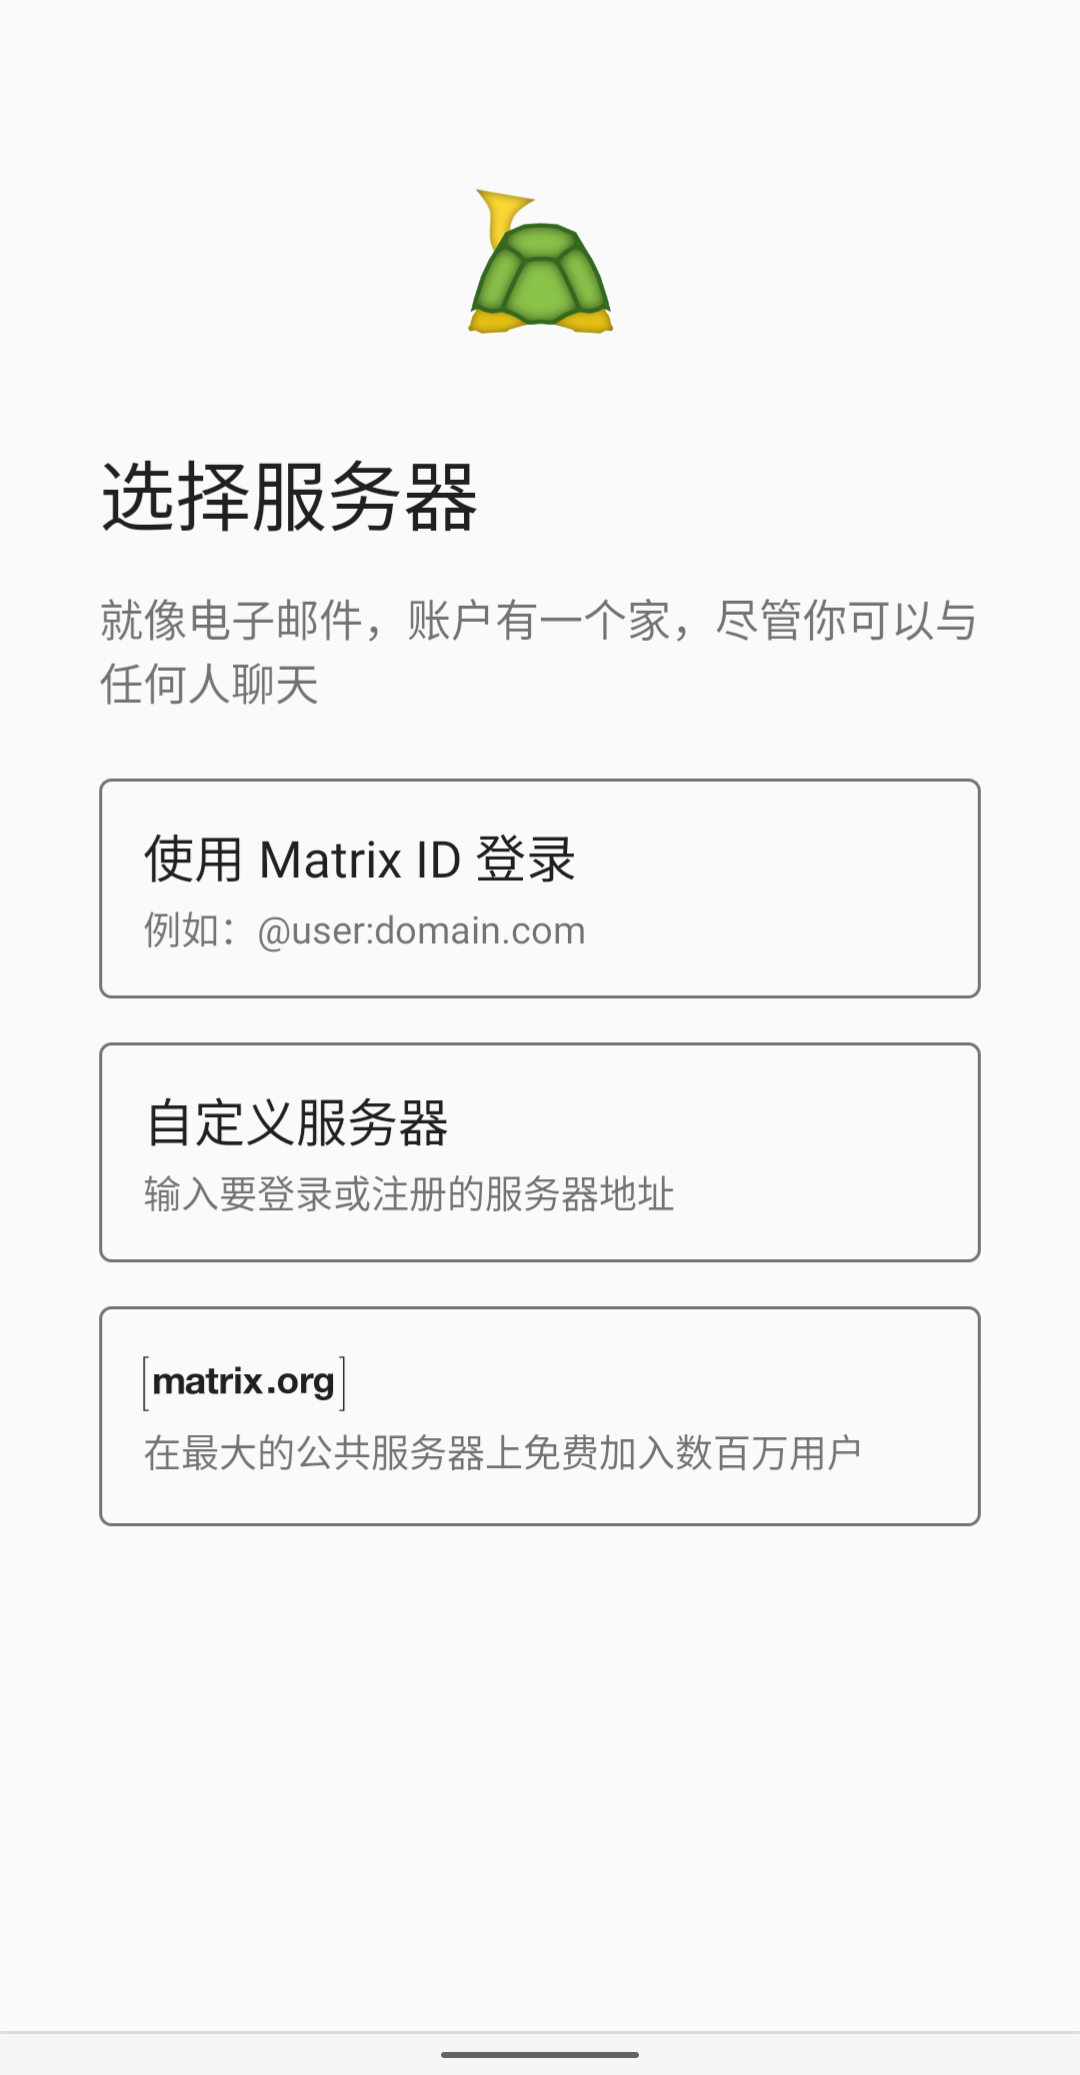 选择服务器
就像电子邮件，账户有一个家，尽管你可以与
任何人聊天
使用 Matrix ID 登录
例如：@user:domain.com
自定义服务器
输入要登录或注册的服务器地址
[matrix.org]
在最大的公共服务器上免费加入数百万用户